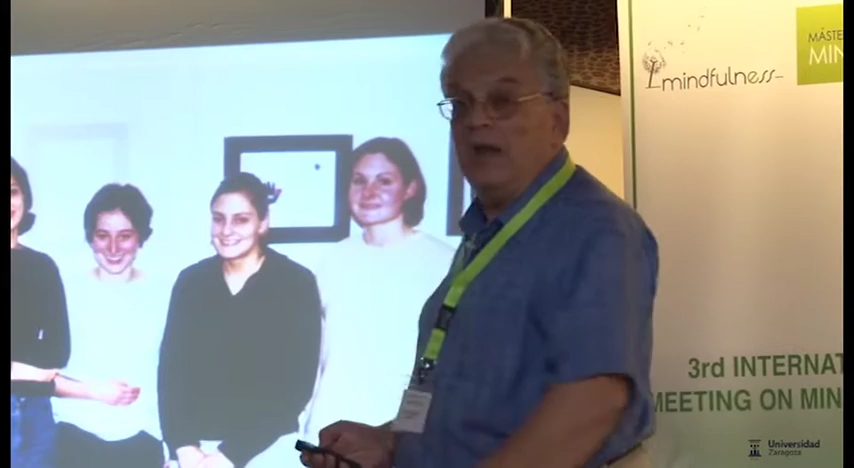 mindfulness
MÁSTE
MIN
3rd INTERNAT
MEETING ON MIN
Universidad
Zaragoza